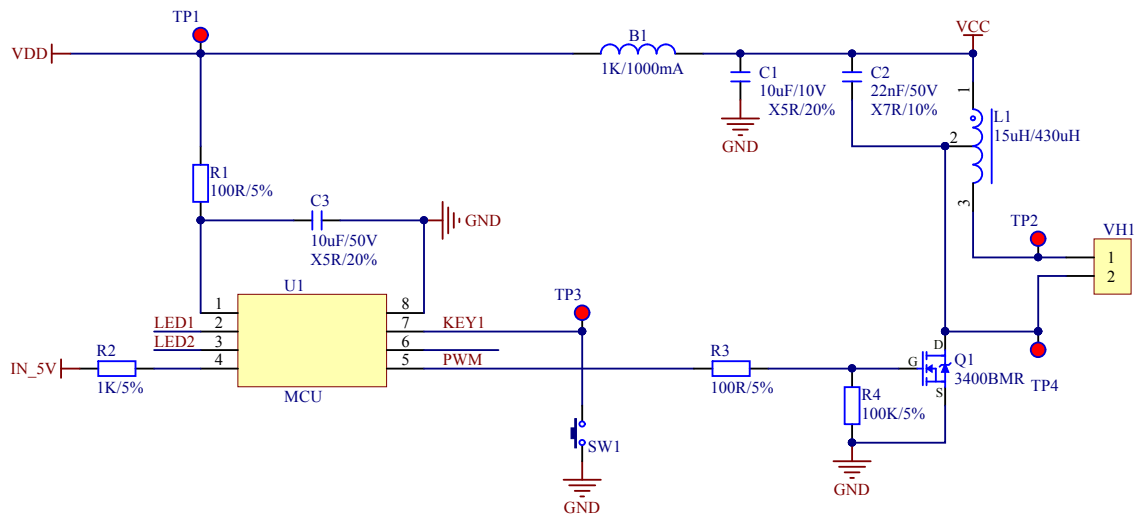 TP1
VDD
B1
1K/1000mA
VCC
C1
10uF/10V
X5R/20%
GND
C2
22nF/50V
X7R/10%
1
L1
2
15uH/430uH
3
R1
100R/5%
C3
10uF/50V
X5R/20%
GND
TP2
VH1
1
2
U1
1
2
3
4
8
7
6
5
MCU
LED1
LED2
IN_5V
R2
1K/5%
KEY1
PWM
TP3
SW1
GND
R3
100R/5%
R4
100K/5%
GND
D
G
S
Q1
3400BMR
TP4